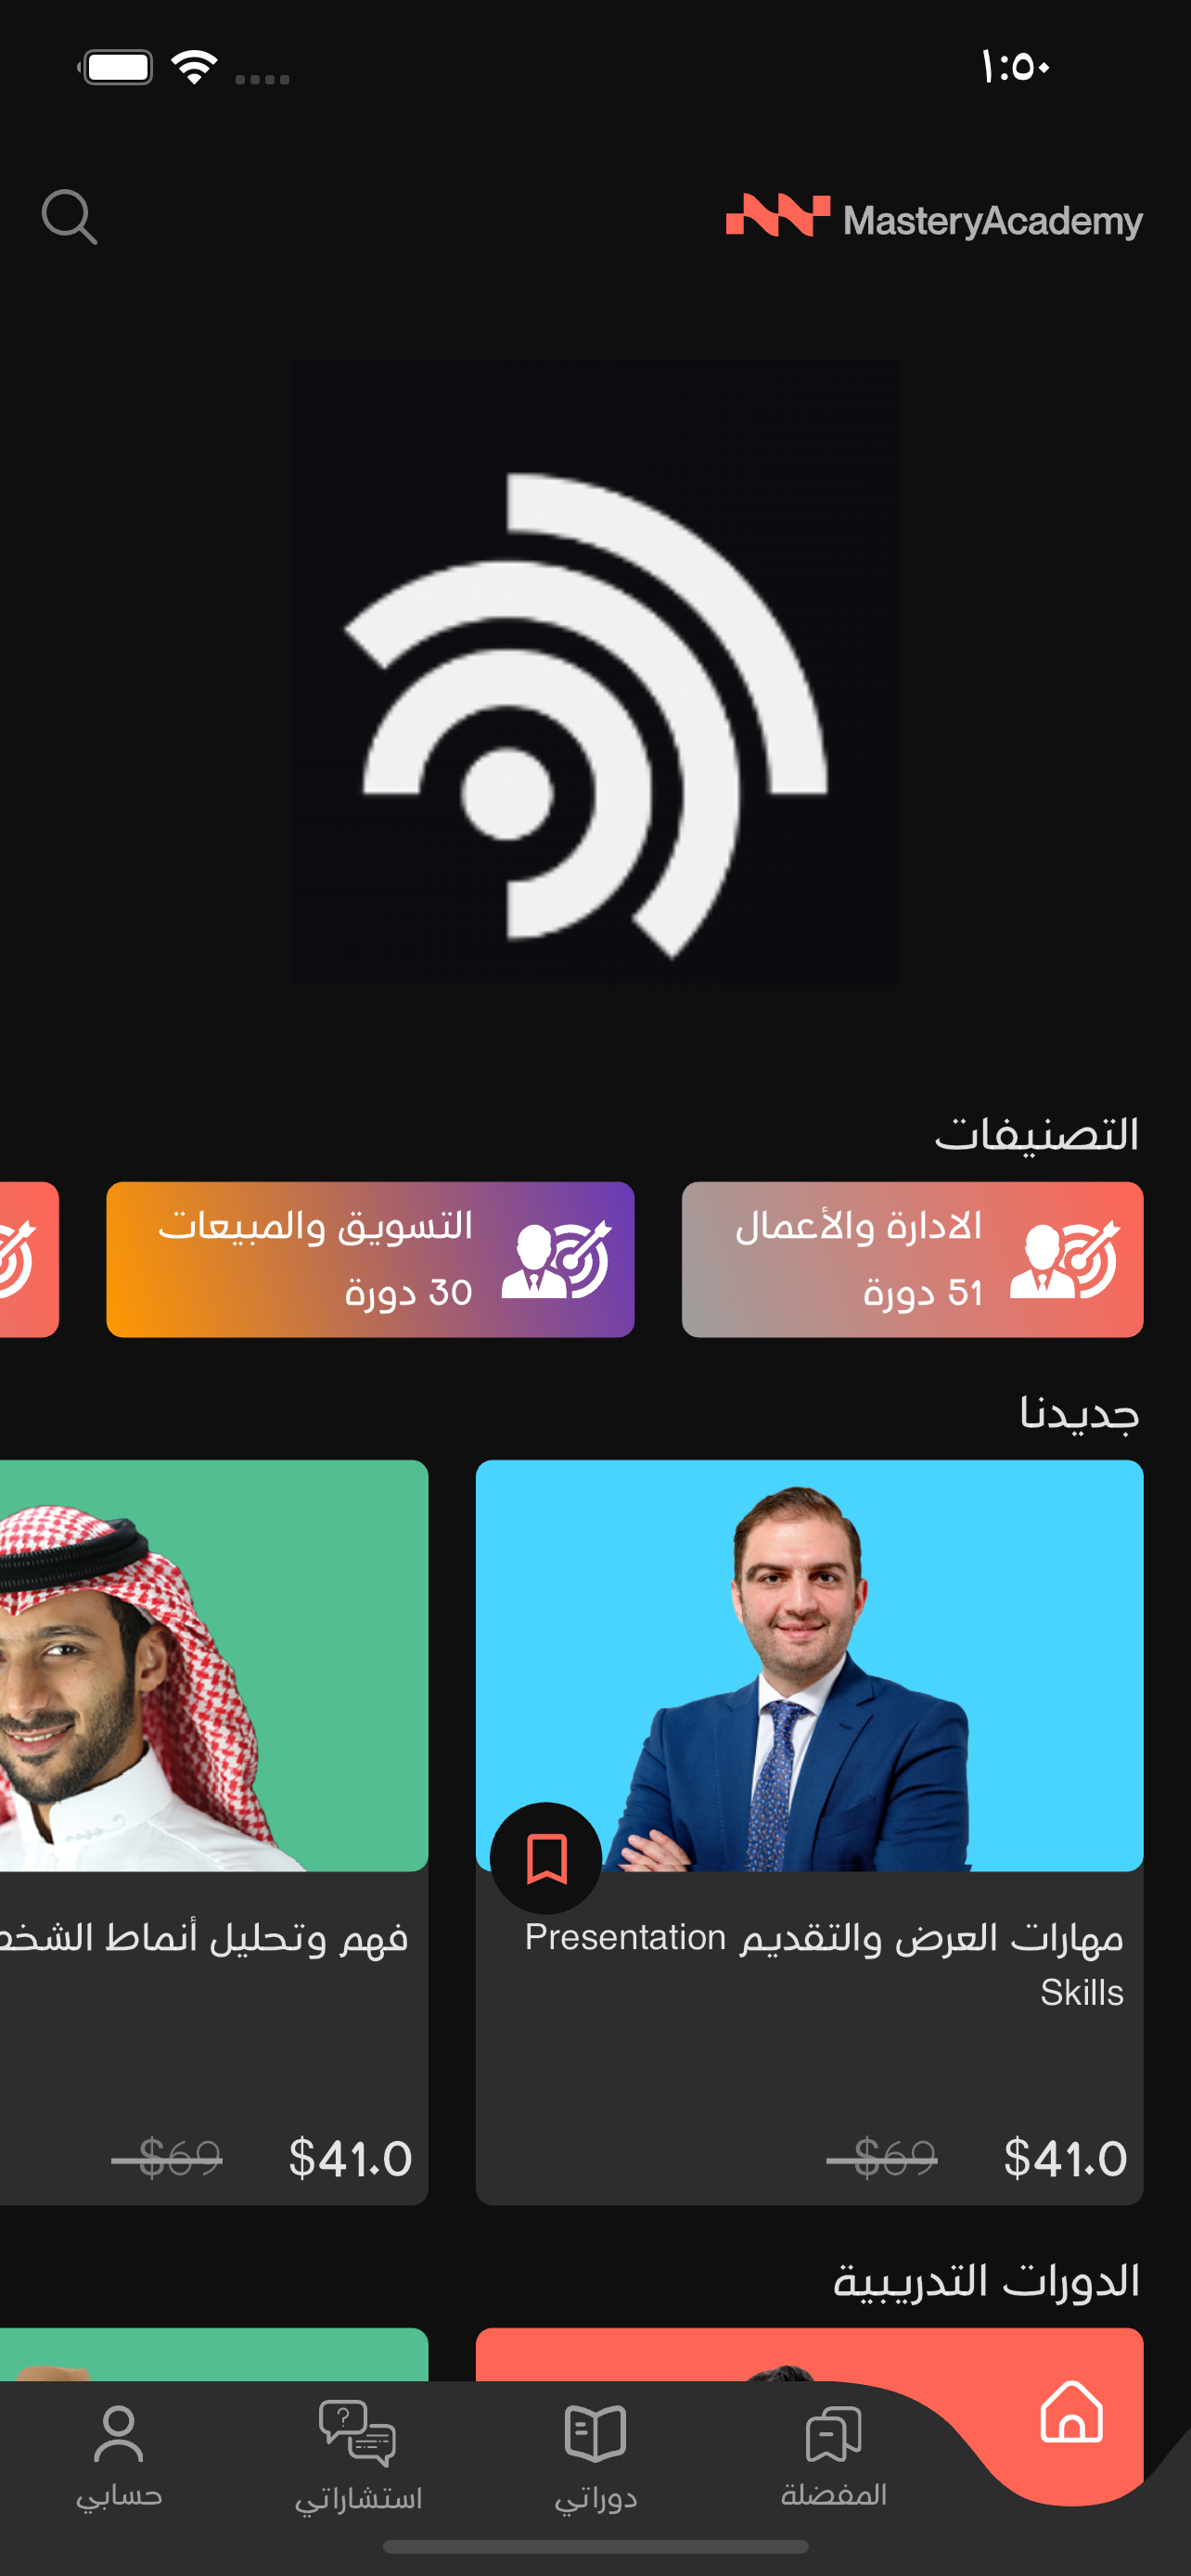 ١:٥٠
MasteryAcademy
التصنيفات
الادارة والأعمال
51 دورة
التسويق والمبيعات
30 دورة
جديدنا
مهارات العرض والتقديم Presentation
Skills
$41.0
$69
فهم وتحليل أنماط
$41.0
$69
الدورات التدريبية
المفضلة
دوراتي
استشاراتي
حسابي